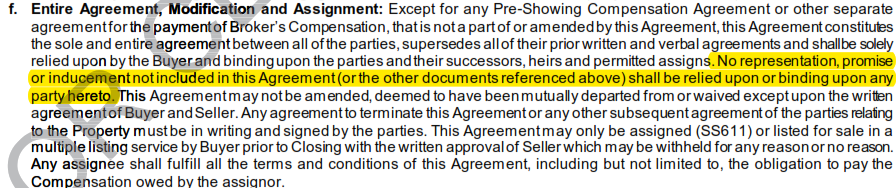 f. Entire Agreement, Modification and Assignment: Except for any Pre-Showing Compensation Agreement or other separate
agreement for the payment of Broker's Compensation, that is not a part of or amended by this Agreement, this Agreement constitutes
the sole and entire agreement between all of the parties, supersedes all of their prior written and verbal agreements and shall be solely
relied upon by the Buyer and binding upon the parties and their successors, heirs and permitted assigns. No representation, promise
or inducement not included in this Agreement (or the other documents referenced above) shall be relied upon or binding upon any
party hereto. This Agreement may not be amended, deemed to have been mutually departed from or waived except upon the written
agreement of Buyer and Seller. Any agreement to terminate this Agreement or any other subsequent agreement of the parties relating
to the Property must be in writing and signed by the parties. This Agreement may only be assigned (SS611) or listed for sale in a
multiple listing service by Buyer prior to Closing with the written approval of Seller which may be withheld for any reason or no reason.
Any assignee shall fulfill all the terms and conditions of this Agreement, including but not limited to, the obligation to pay the
Compensation owed by the assignor.